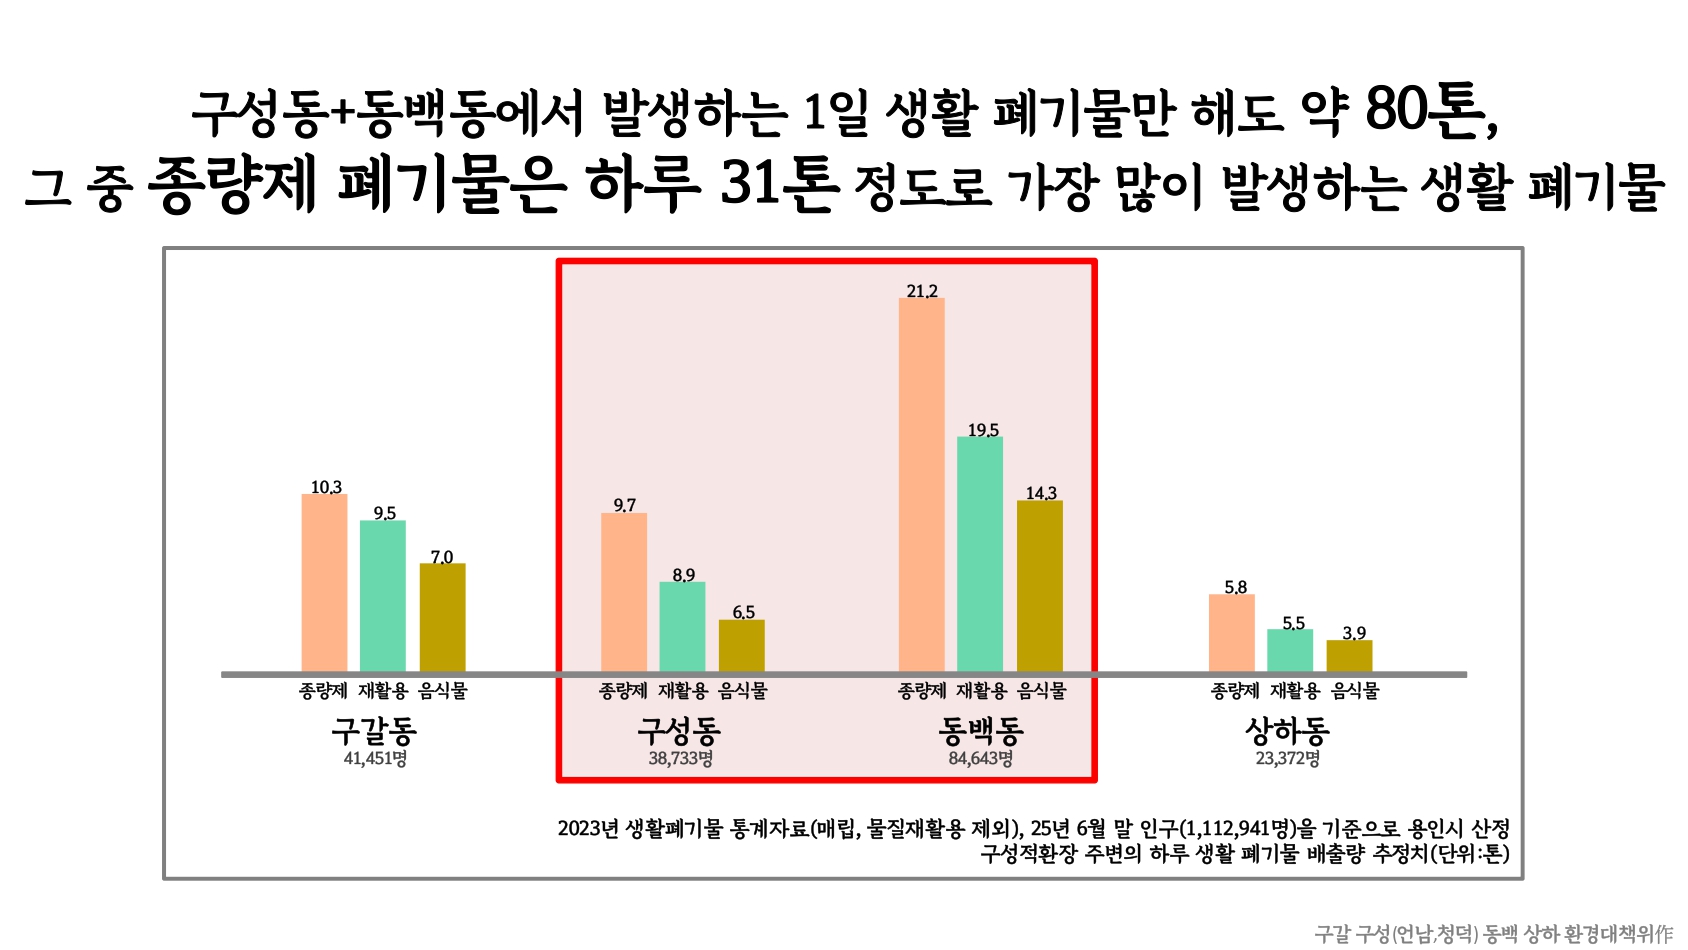 구성동+동백동에서 발생하는 1일 생활 폐기물만 해도 약 80톤,
그 중 종량제 폐기물은 하루 31톤 정도로 가장 많이 발생하는 생활 폐기물
21.2
19.5
14.3
10.3
9.5
7.0
9.7
8.9
6.5
5.8
5.5
3.9
종량제 재활용 음식물 종량제 재활용 음식물 종량제 재활용 음식물 종량제 재활용 음식물
구갈동 구성동 동백동 상하동
41,451명 38,733명 84,643명 23,372명
2023년 생활폐기물 통계자료(매립, 물질재활용 제외), 25년 6월 말 인구(1,112,941명)을 기준으로 용인시 산정
구성적환장 주변의 하루 생활 폐기물 배출량 추정치(단위:톤)
구갈 구성(언남,청덕) 동백 상하 환경대책위作